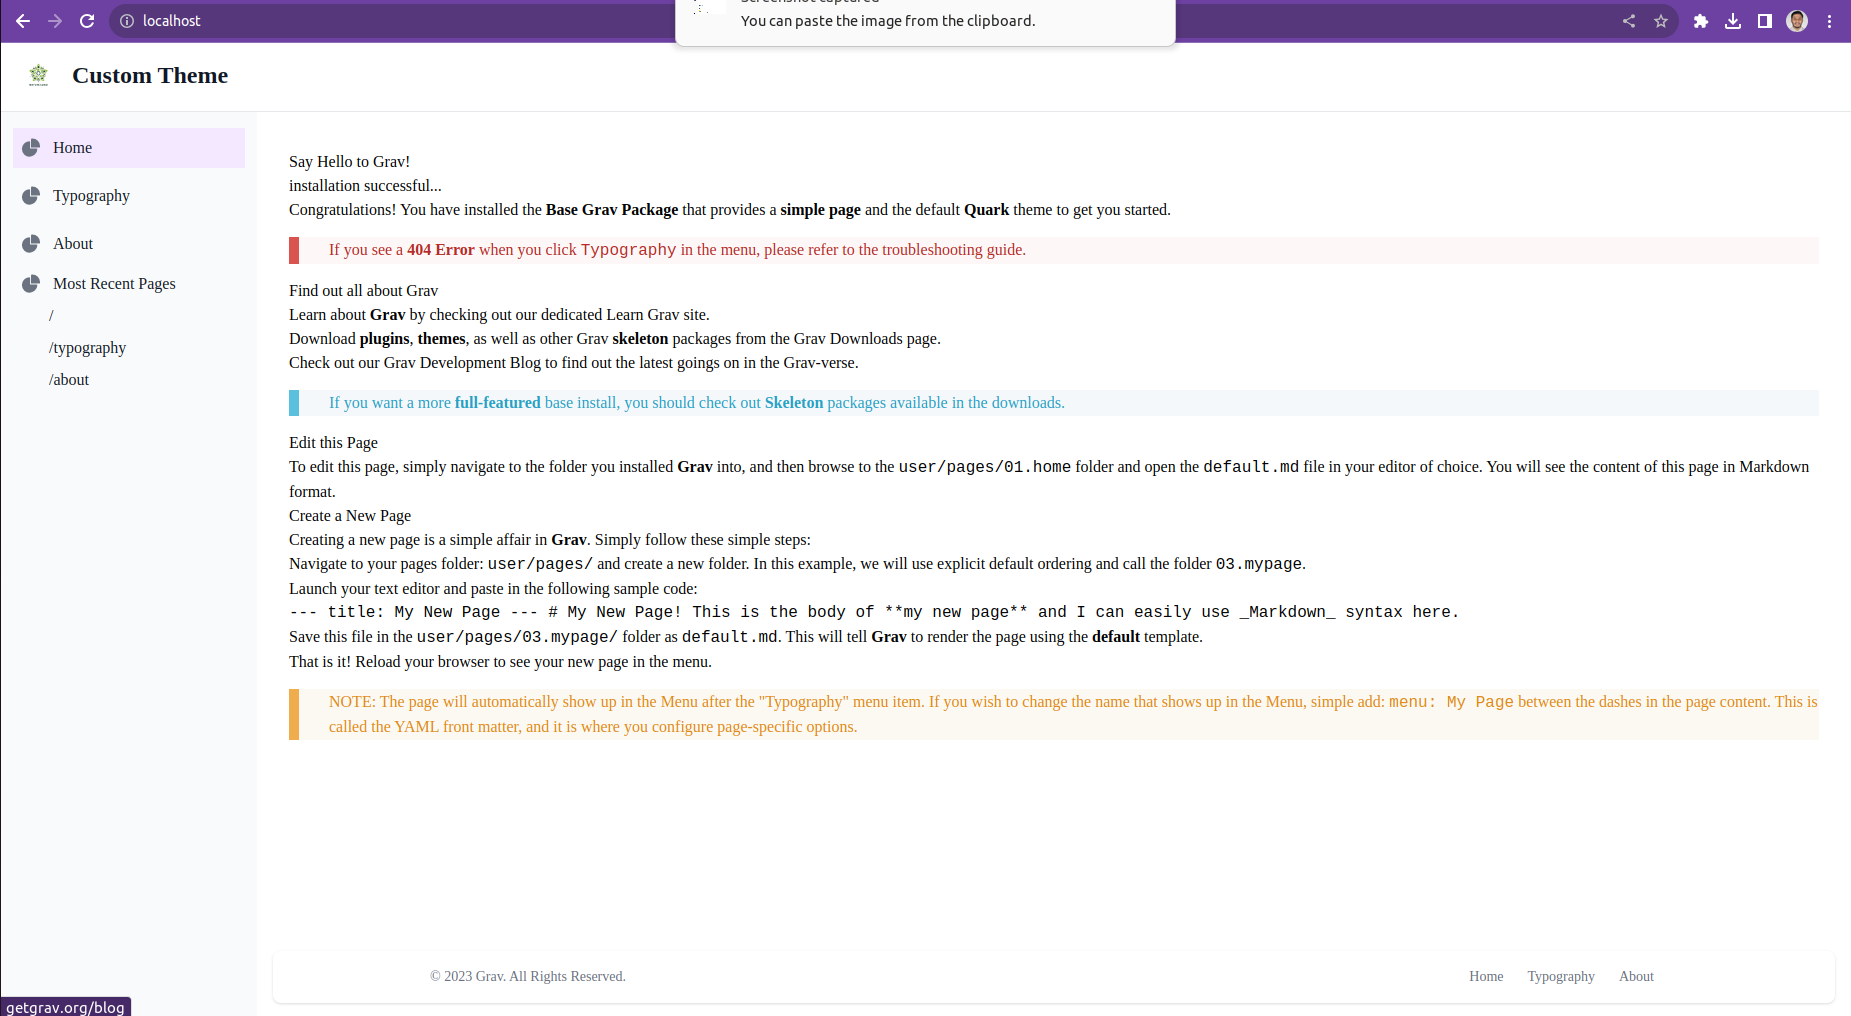 localhost
Screenshot captured
You can paste the image from the clipboard.
Custom Theme
Home
Typography
About
Most Recent Pages
/
/typography
/about
Say Hello to Grav!
installation successful...
Congratulations! You have installed the Base Grav Package that provides a simple page and the default Quark theme to get you started.
If you see a 404 Error when you click Typography in the menu, please refer to the troubleshooting guide.
Find out all about Grav
Learn about Grav by checking out our dedicated Learn Grav site.
Download plugins, themes, as well as other Grav skeleton packages from the Grav Downloads page.
Check out our Grav Development Blog to find out the latest goings on in the Grav-verse.
If you want a more full-featured base install, you should check out Skeleton packages available in the downloads.
Edit this Page
To edit this page, simply navigate to the folder you installed Grav into, and then browse to the user/pages/01.home folder and open the default.md file in your editor of choice. You will see the content of this page in Markdown
format.
Create a New Page
Creating a new page is a simple affair in Grav. Simply follow these simple steps:
Navigate to your pages folder: user/pages/ and create a new folder. In this example, we will use explicit default ordering and call the folder 03.mypage.
Launch your text editor and paste in the following sample code:
--- title: My New Page --- # My New Page! This is the body of **my new page** and I can easily use _Markdown_ syntax here.
Save this file in the user/pages/03.mypage/ folder as default.md. This will tell Grav to render the page using the default template.
That is it! Reload your browser to see your new page in the menu.
NOTE: The page will automatically show up in the Menu after the "Typography" menu item. If you wish to change the name that shows up in the Menu, simple add: menu: My Page between the dashes in the page content. This is
called the YAML front matter, and it is where you configure page-specific options.
© 2023 Grav. All Rights Reserved.
Home
Typography
About
getgrav.org/blog